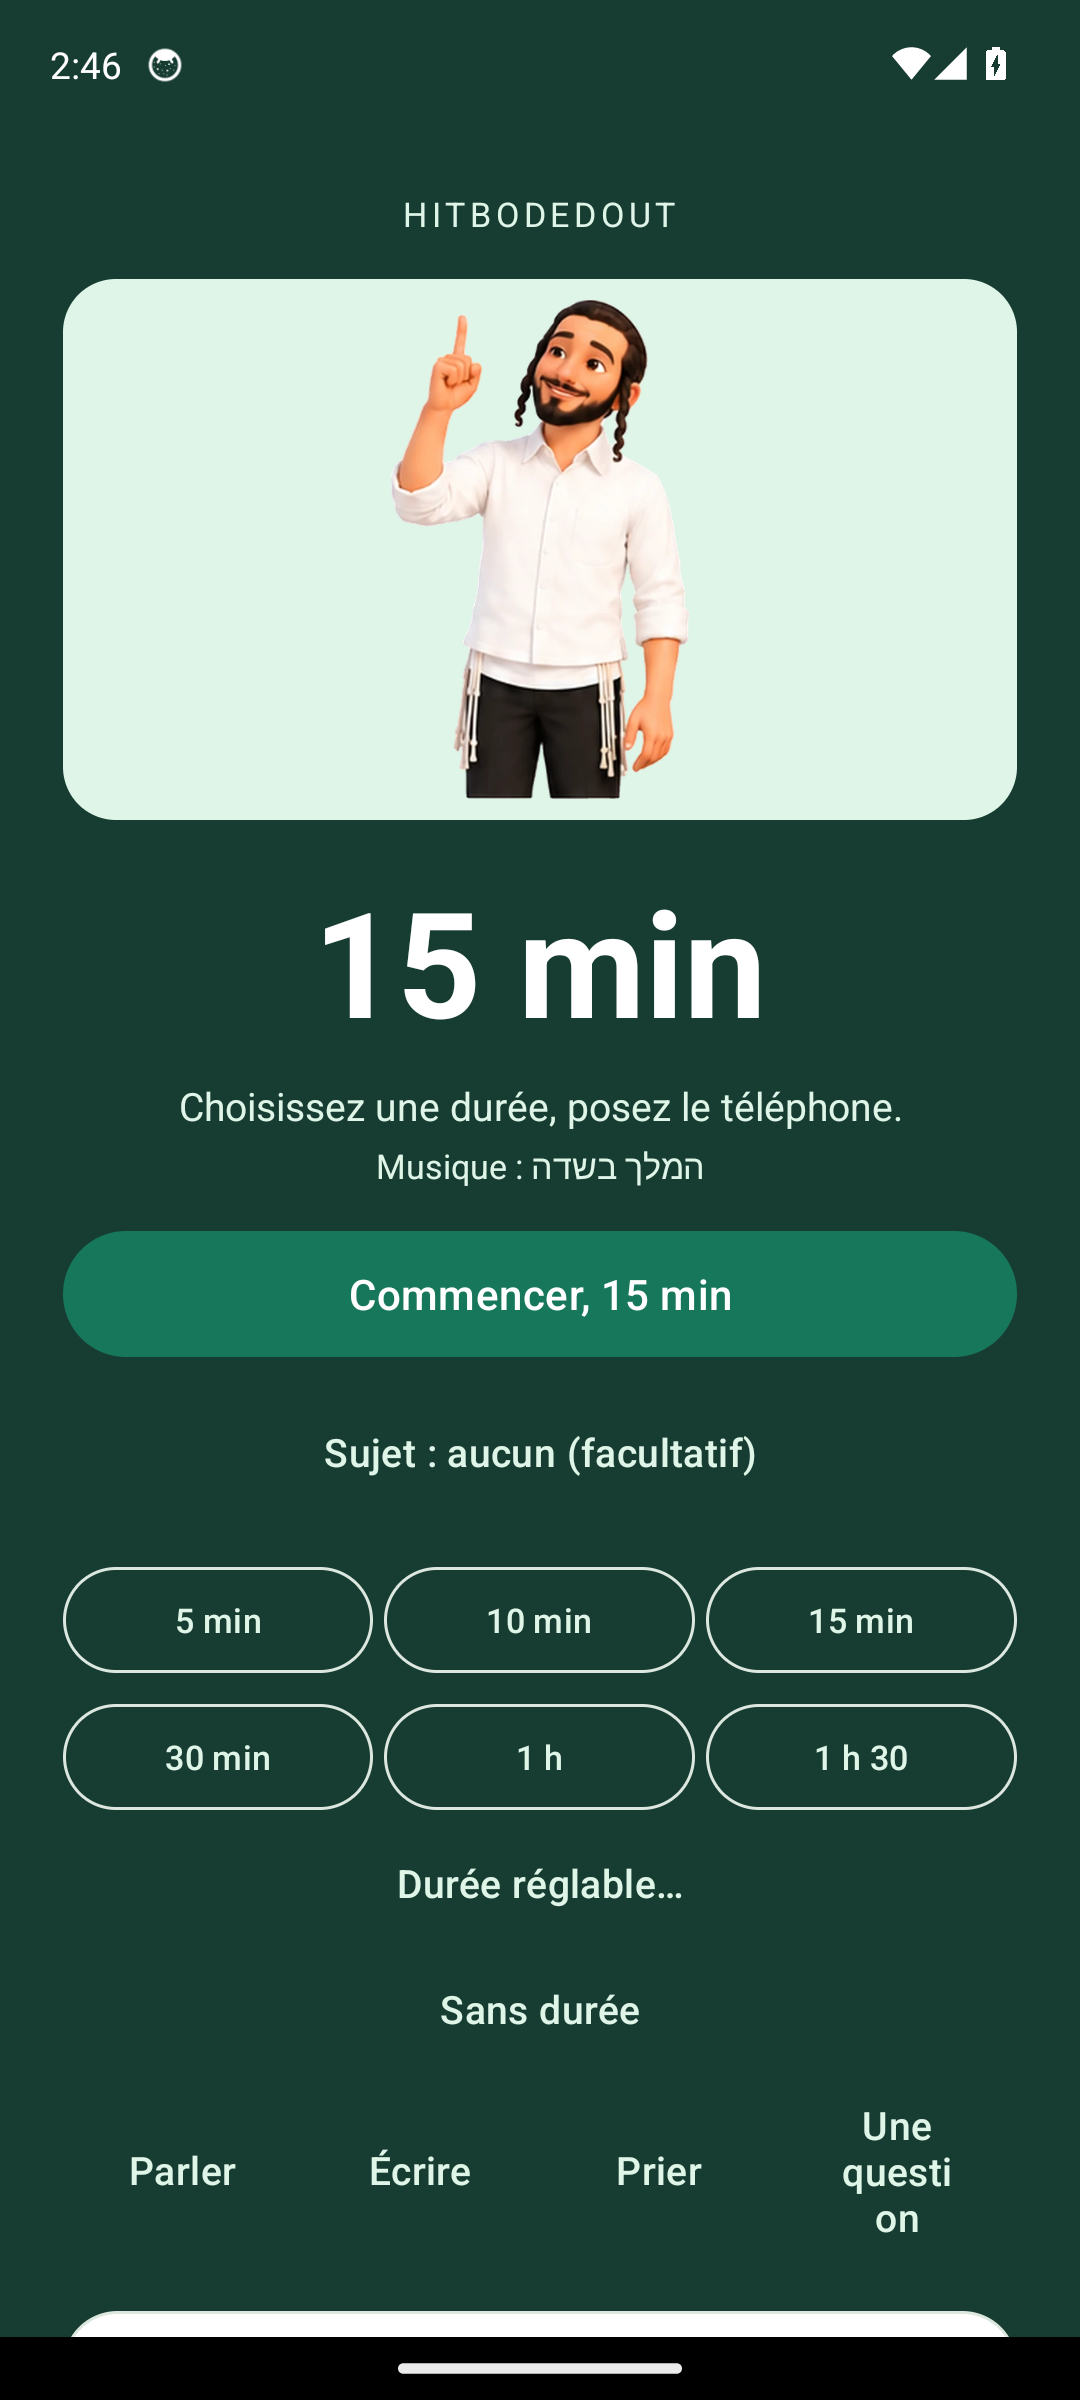 2:46
HITBODEDOUT
15 min
Choisissez une durée, posez le téléphone.
Musique : המלך בשדה
Commencer, 15 min
Sujet : aucun (facultatif)
5 min
10 min
15 min
30 min
1 h
1 h 30
Durée réglable…
Sans durée
Parler
Écrire
Prier
Une
questi
on